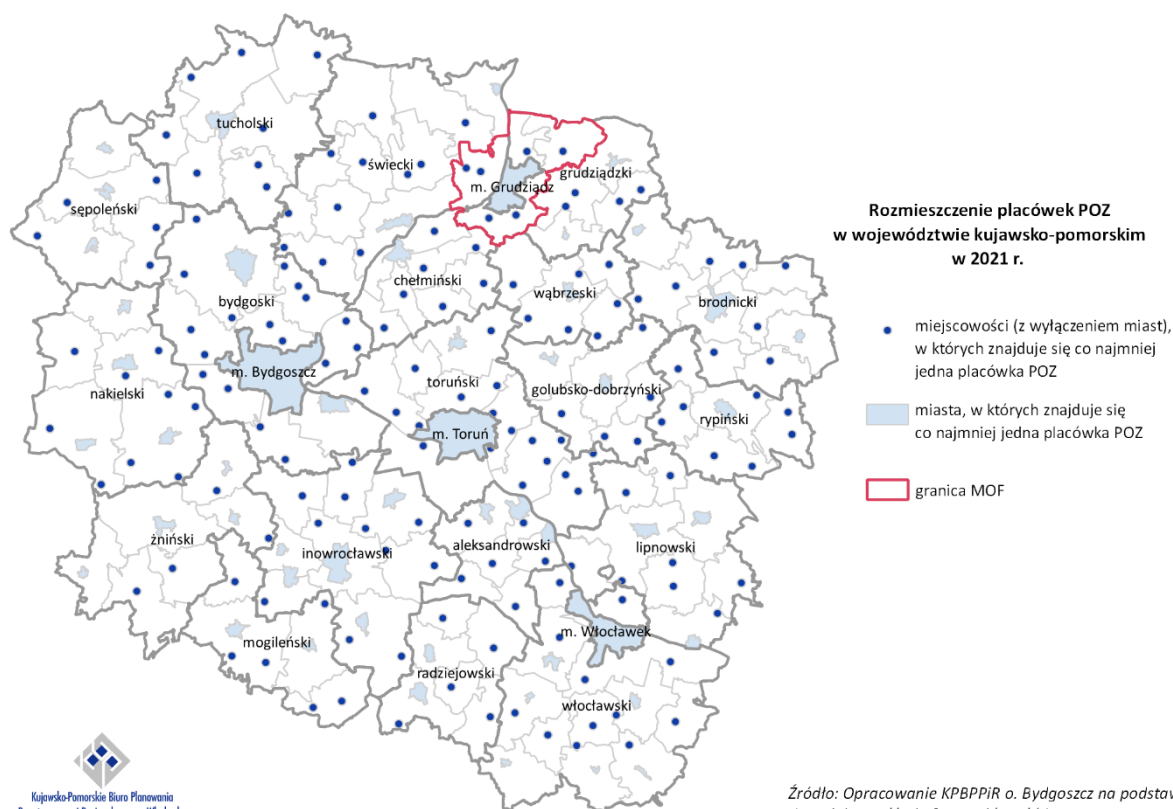 tucholski
świecki
m. Grudziądz
grudziądzki
sępoleński
Rozmieszczenie placówek POZ
w województwie kujawsko-pomorskim
w 2021 r.
chełmiński
wąbrzeski
bydgoski
brodnicki
miejscowości (z wyłączeniem miast),
w których znajduje się co najmniej
jedna placówka POZ
m. Bydgoszcz
toruński
golubsko-dobrzyński
nakielski
rypiński
miasta, w których znajduje się
co najmniej jedna placówka POZ
m. Toruń
granica MOF
żniński
inowrocławski
aleksandrowski
lipnowski
mogileński
m. Włocławek
radziejowski
włocławski
Kujawsko-Pomorskie Biuro Planowania
Źródło: Opracowanie KPBPPiR o. Bydgoszcz na podstaw